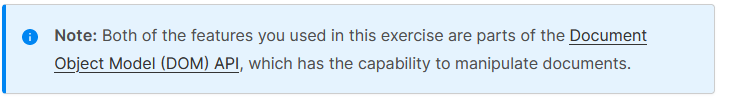 Note: Both of the features you used in this exercise are parts of the Document
Object Model (DOM) API, which has the capability to manipulate documents.